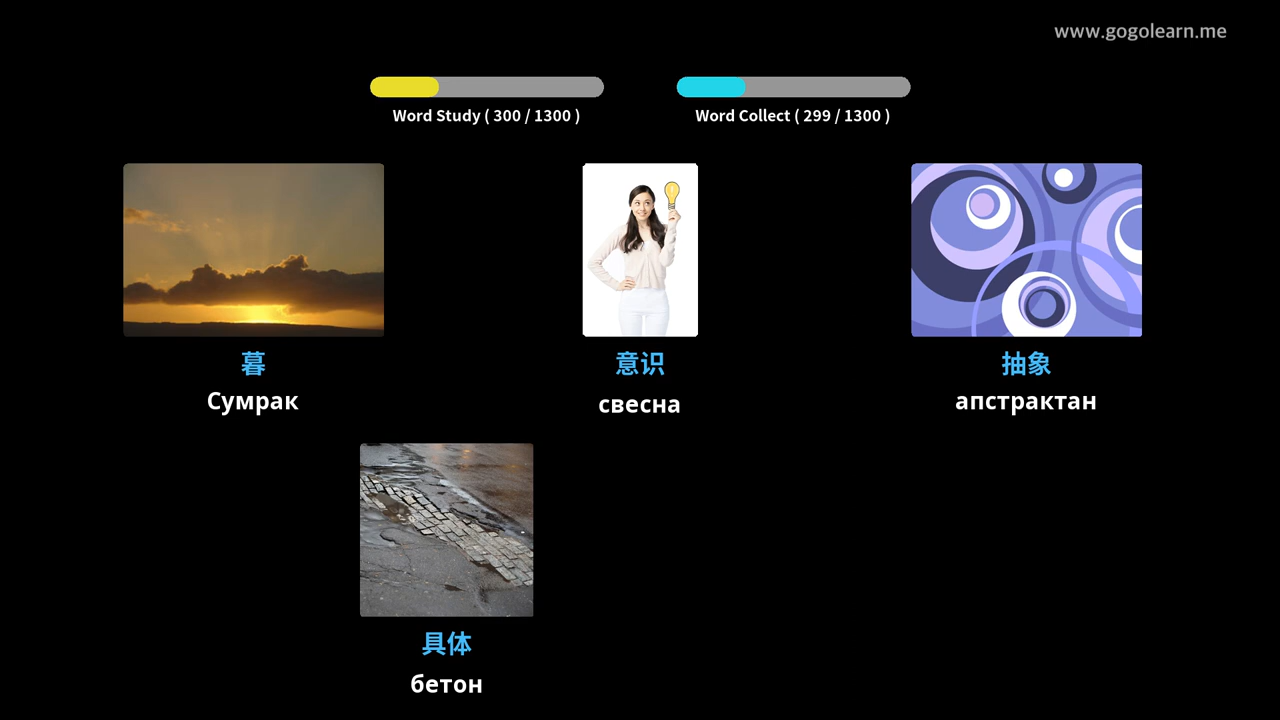 www.gogolearn.me
Word Study ( 300 / 1300 )
Word Collect ( 299 / 1300 )
暮
Сумрак
意识
свесна
抽象
апстрактан
具体
бетон